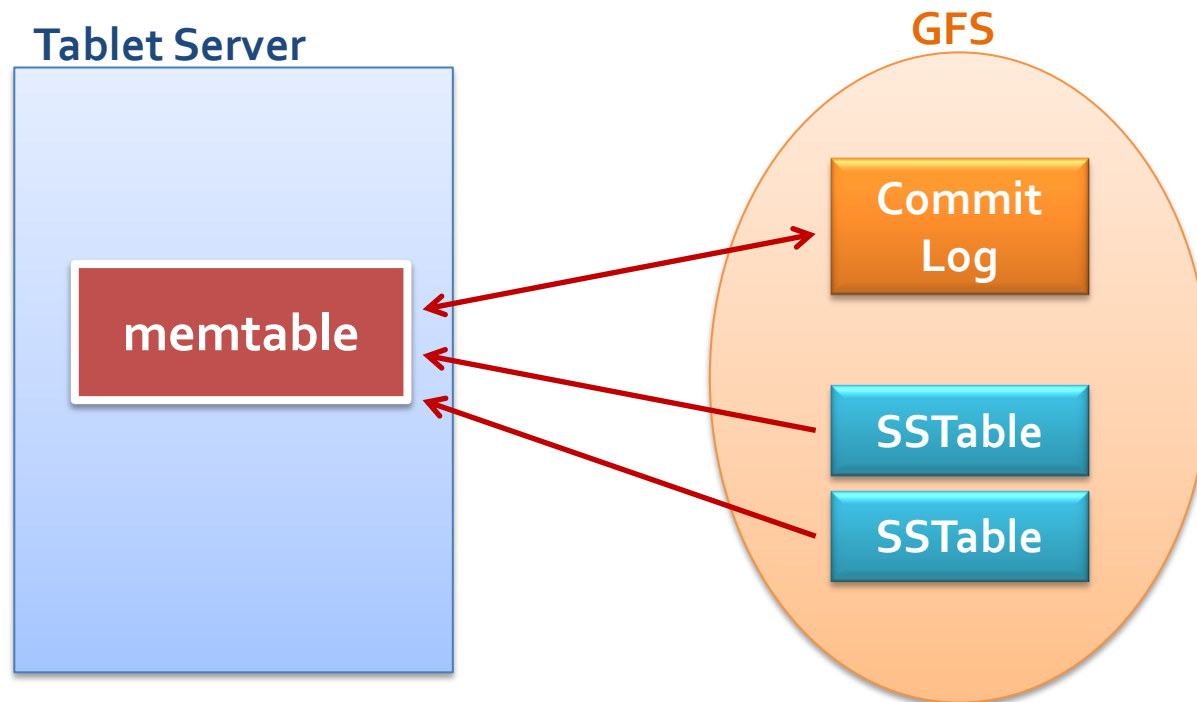 Tablet Server
GFS
memtable
Commit
Log
SSTable
SSTable